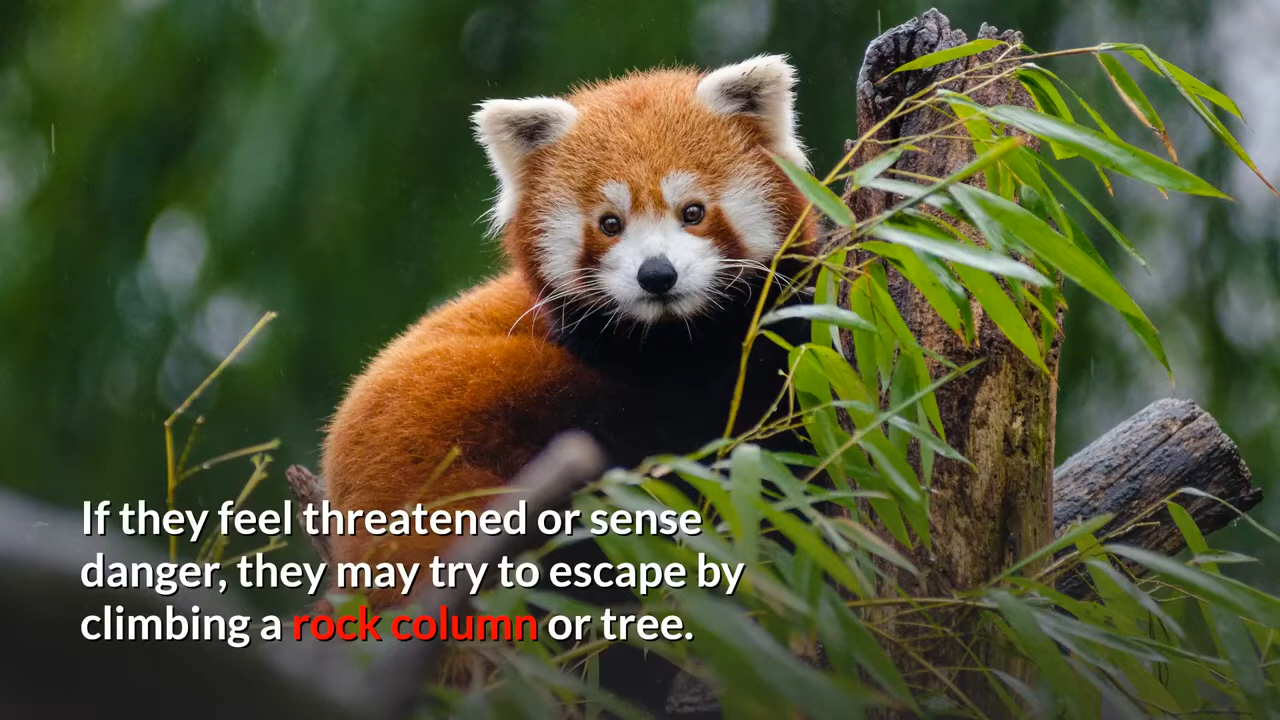 If they feel threatened or sense
danger, they may try to escape by
climbing a rock column or tree.